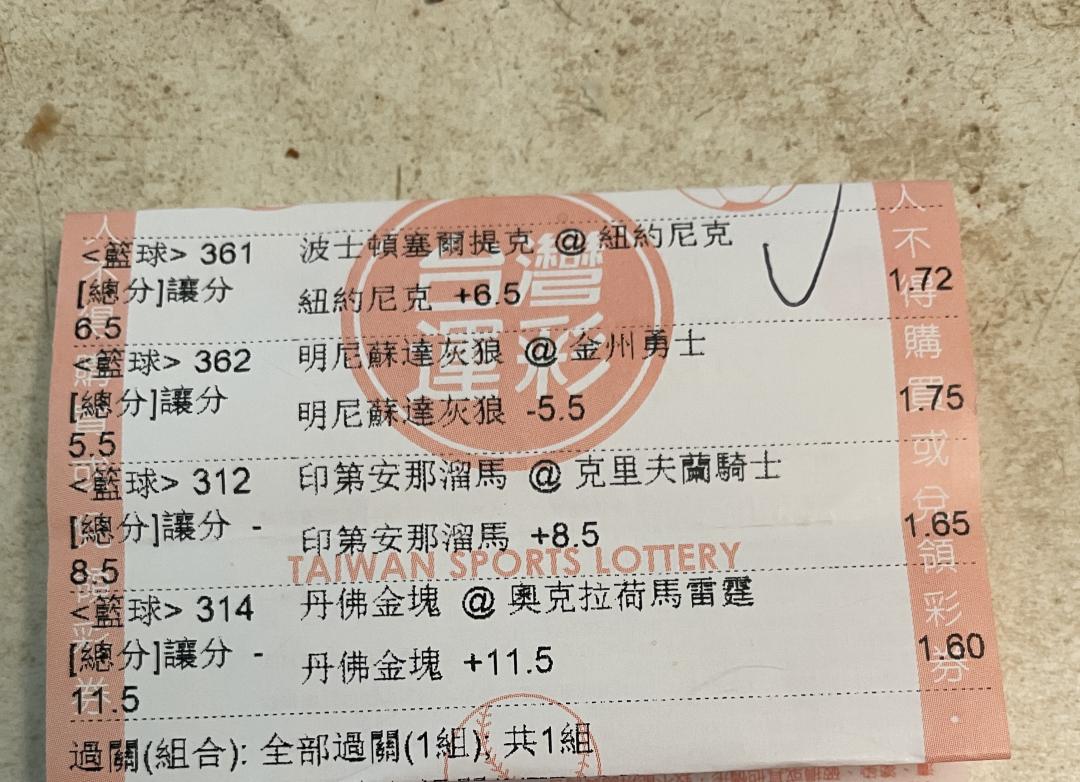 <籃球> 361 波士頓塞爾提克 @ 紐約尼克
[總分]讓分 紐約尼克 +6.5 1.72
6.5
<籃球> 362 明尼蘇達灰狼 @ 金州勇士
[總分]讓分 明尼蘇達灰狼 -5.5 1.75
5.5
<籃球> 312 印第安那溜馬 @ 克里夫蘭騎士
[總分]讓分 - 印第安那溜馬 +8.5 1.65
8.5
<籃球> 314 丹佛金塊 @ 奧克拉荷馬雷霆
[總分]讓分 - 丹佛金塊 +11.5 1.60
11.5
過關(組合): 全部過關(1組), 共1組
台灣
運彩
TAIWAN SPORTS LOTTERY
人不得購買或兌領彩券.